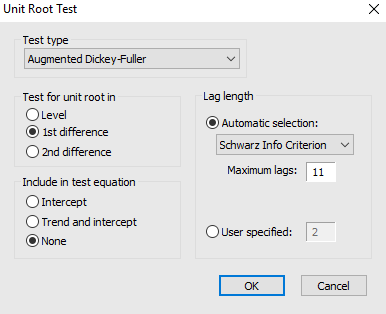 Unit Root Test
Test type
Augmented Dickey-Fuller
Test for unit root in
Level
1st difference
2nd difference
Include in test equation
Intercept
Trend and intercept
None
Lag length
Automatic selection:
Schwarz Info Criterion
Maximum lags: 11
User specified: 2
OK Cancel